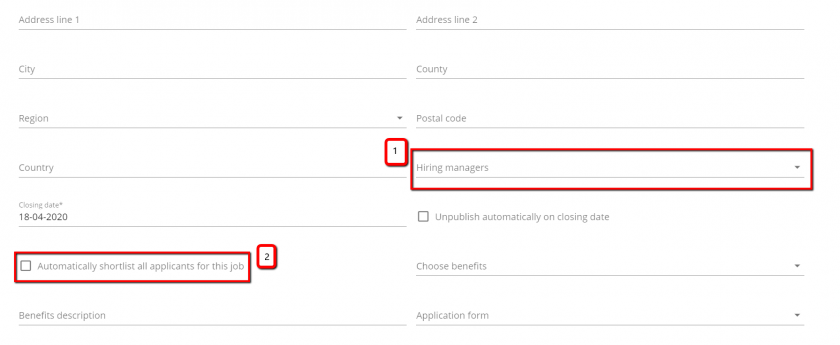 Address line 1
Address line 2
City
County
Region
Postal code
1
Country
Hiring managers
Closing date*
18-04-2020
Unpublish automatically on closing date
2
Automatically shortlist all applicants for this job
Choose benefits
Benefits description
Application form